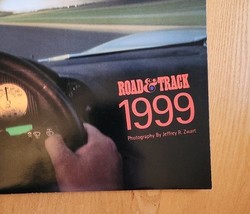 ROAD & TRACK
1999
Photography By Jeffrey R. Zwart